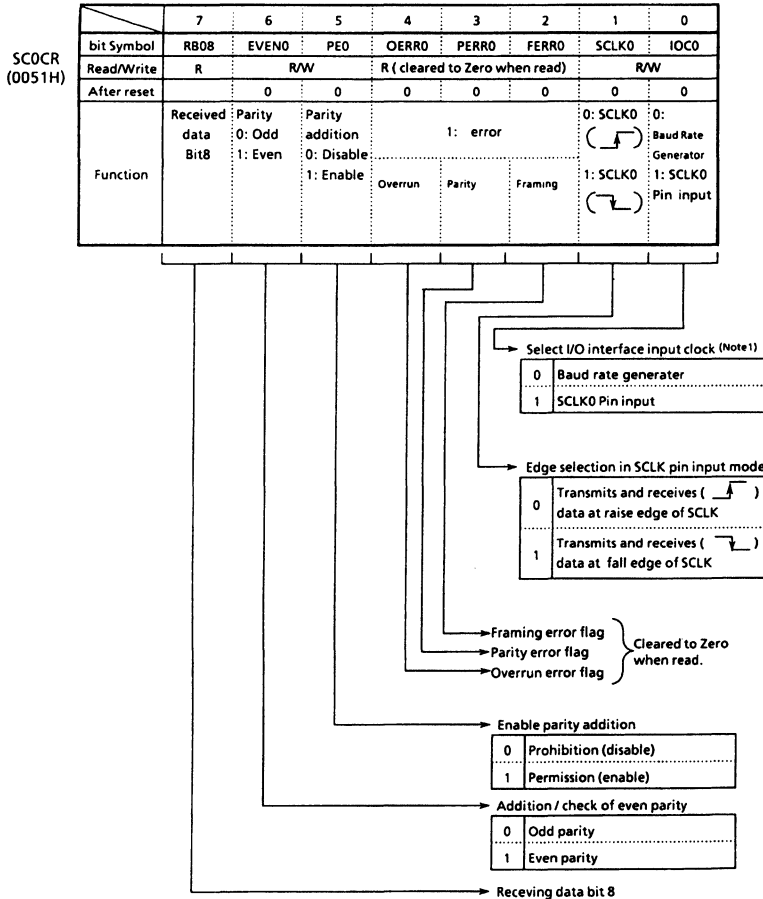 7 6 5 4 3 2 1 0
SC0CR
(0051H)
bit Symbol RB08 EVEN0 PE0 OERR0 PERR0 FERR0 SCLK0 IOC0
Read/Write R R/W R ( cleared to Zero when read) R/W
After reset 0 0 0 0 0 0 0
Function
Received
data
Bit8
Parity
0: Odd
1: Even
Parity
addition
0: Disable
1: Enable
1: error
Overrun Parity Framing
0: SCLK0
( )
1: SCLK0
( )
0:
Baud Rate
Generator
1: SCLK0
Pin input
Select I/O interface input clock (Note1)
0 Baud rate generater
1 SCLK0 Pin input
Edge selection in SCLK pin input mode
0 Transmits and receives ( )
data at raise edge of SCLK
1 Transmits and receives ( )
data at fall edge of SCLK
Framing error flag
Parity error flag
Overrun error flag
Cleared to Zero
when read.
Enable parity addition
0 Prohibition (disable)
1 Permission (enable)
Addition / check of even parity
0 Odd parity
1 Even parity
Receving data bit 8